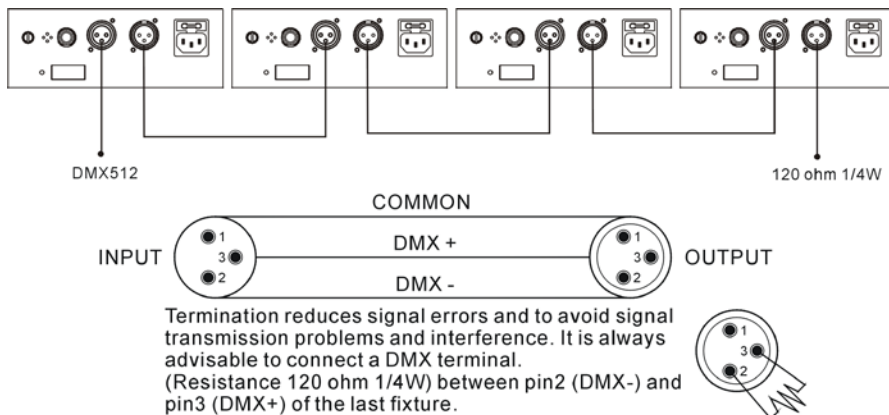 DMX512
120 ohm 1/4W
COMMON
INPUT
1
3
2
DMX +
DMX -
1
3
2
OUTPUT
Termination reduces signal errors and to avoid signal
transmission problems and interference. It is always
advisable to connect a DMX terminal.
(Resistance 120 ohm 1/4W) between pin2 (DMX-) and
pin3 (DMX+) of the last fixture.
1
3
2